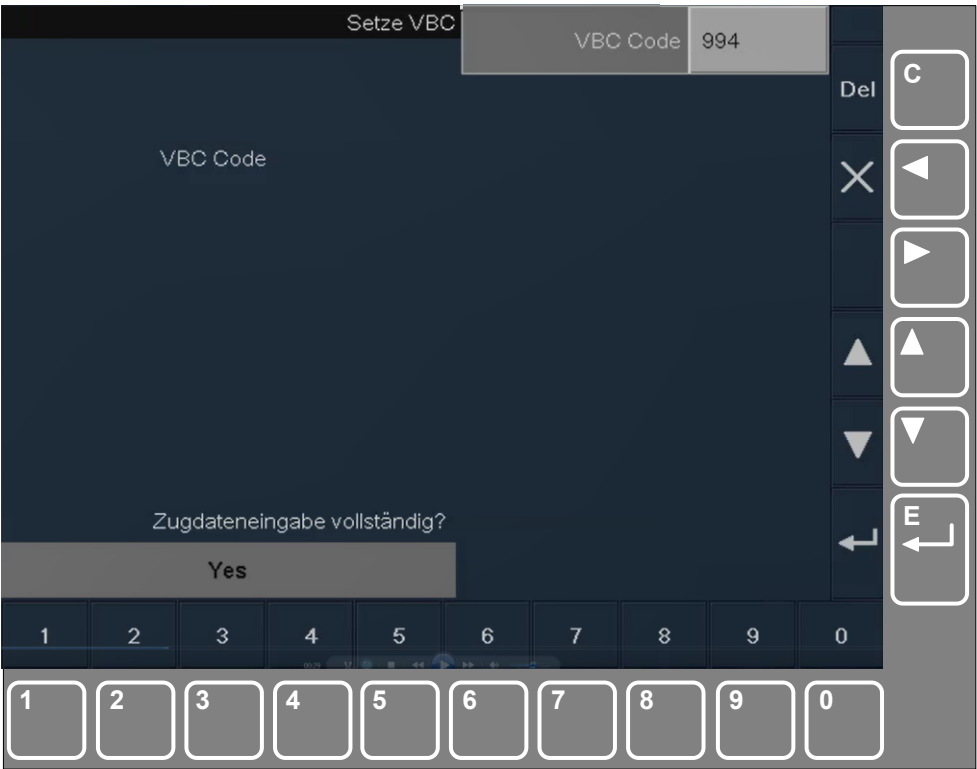 Setze VBC
VBC Code 994
Del
VBC Code
Zugdateneingabe vollständig?
Yes
1 2 3 4 5 6 7 8 9 0
C
E
1 2 3 4 5 6 7 8 9 0